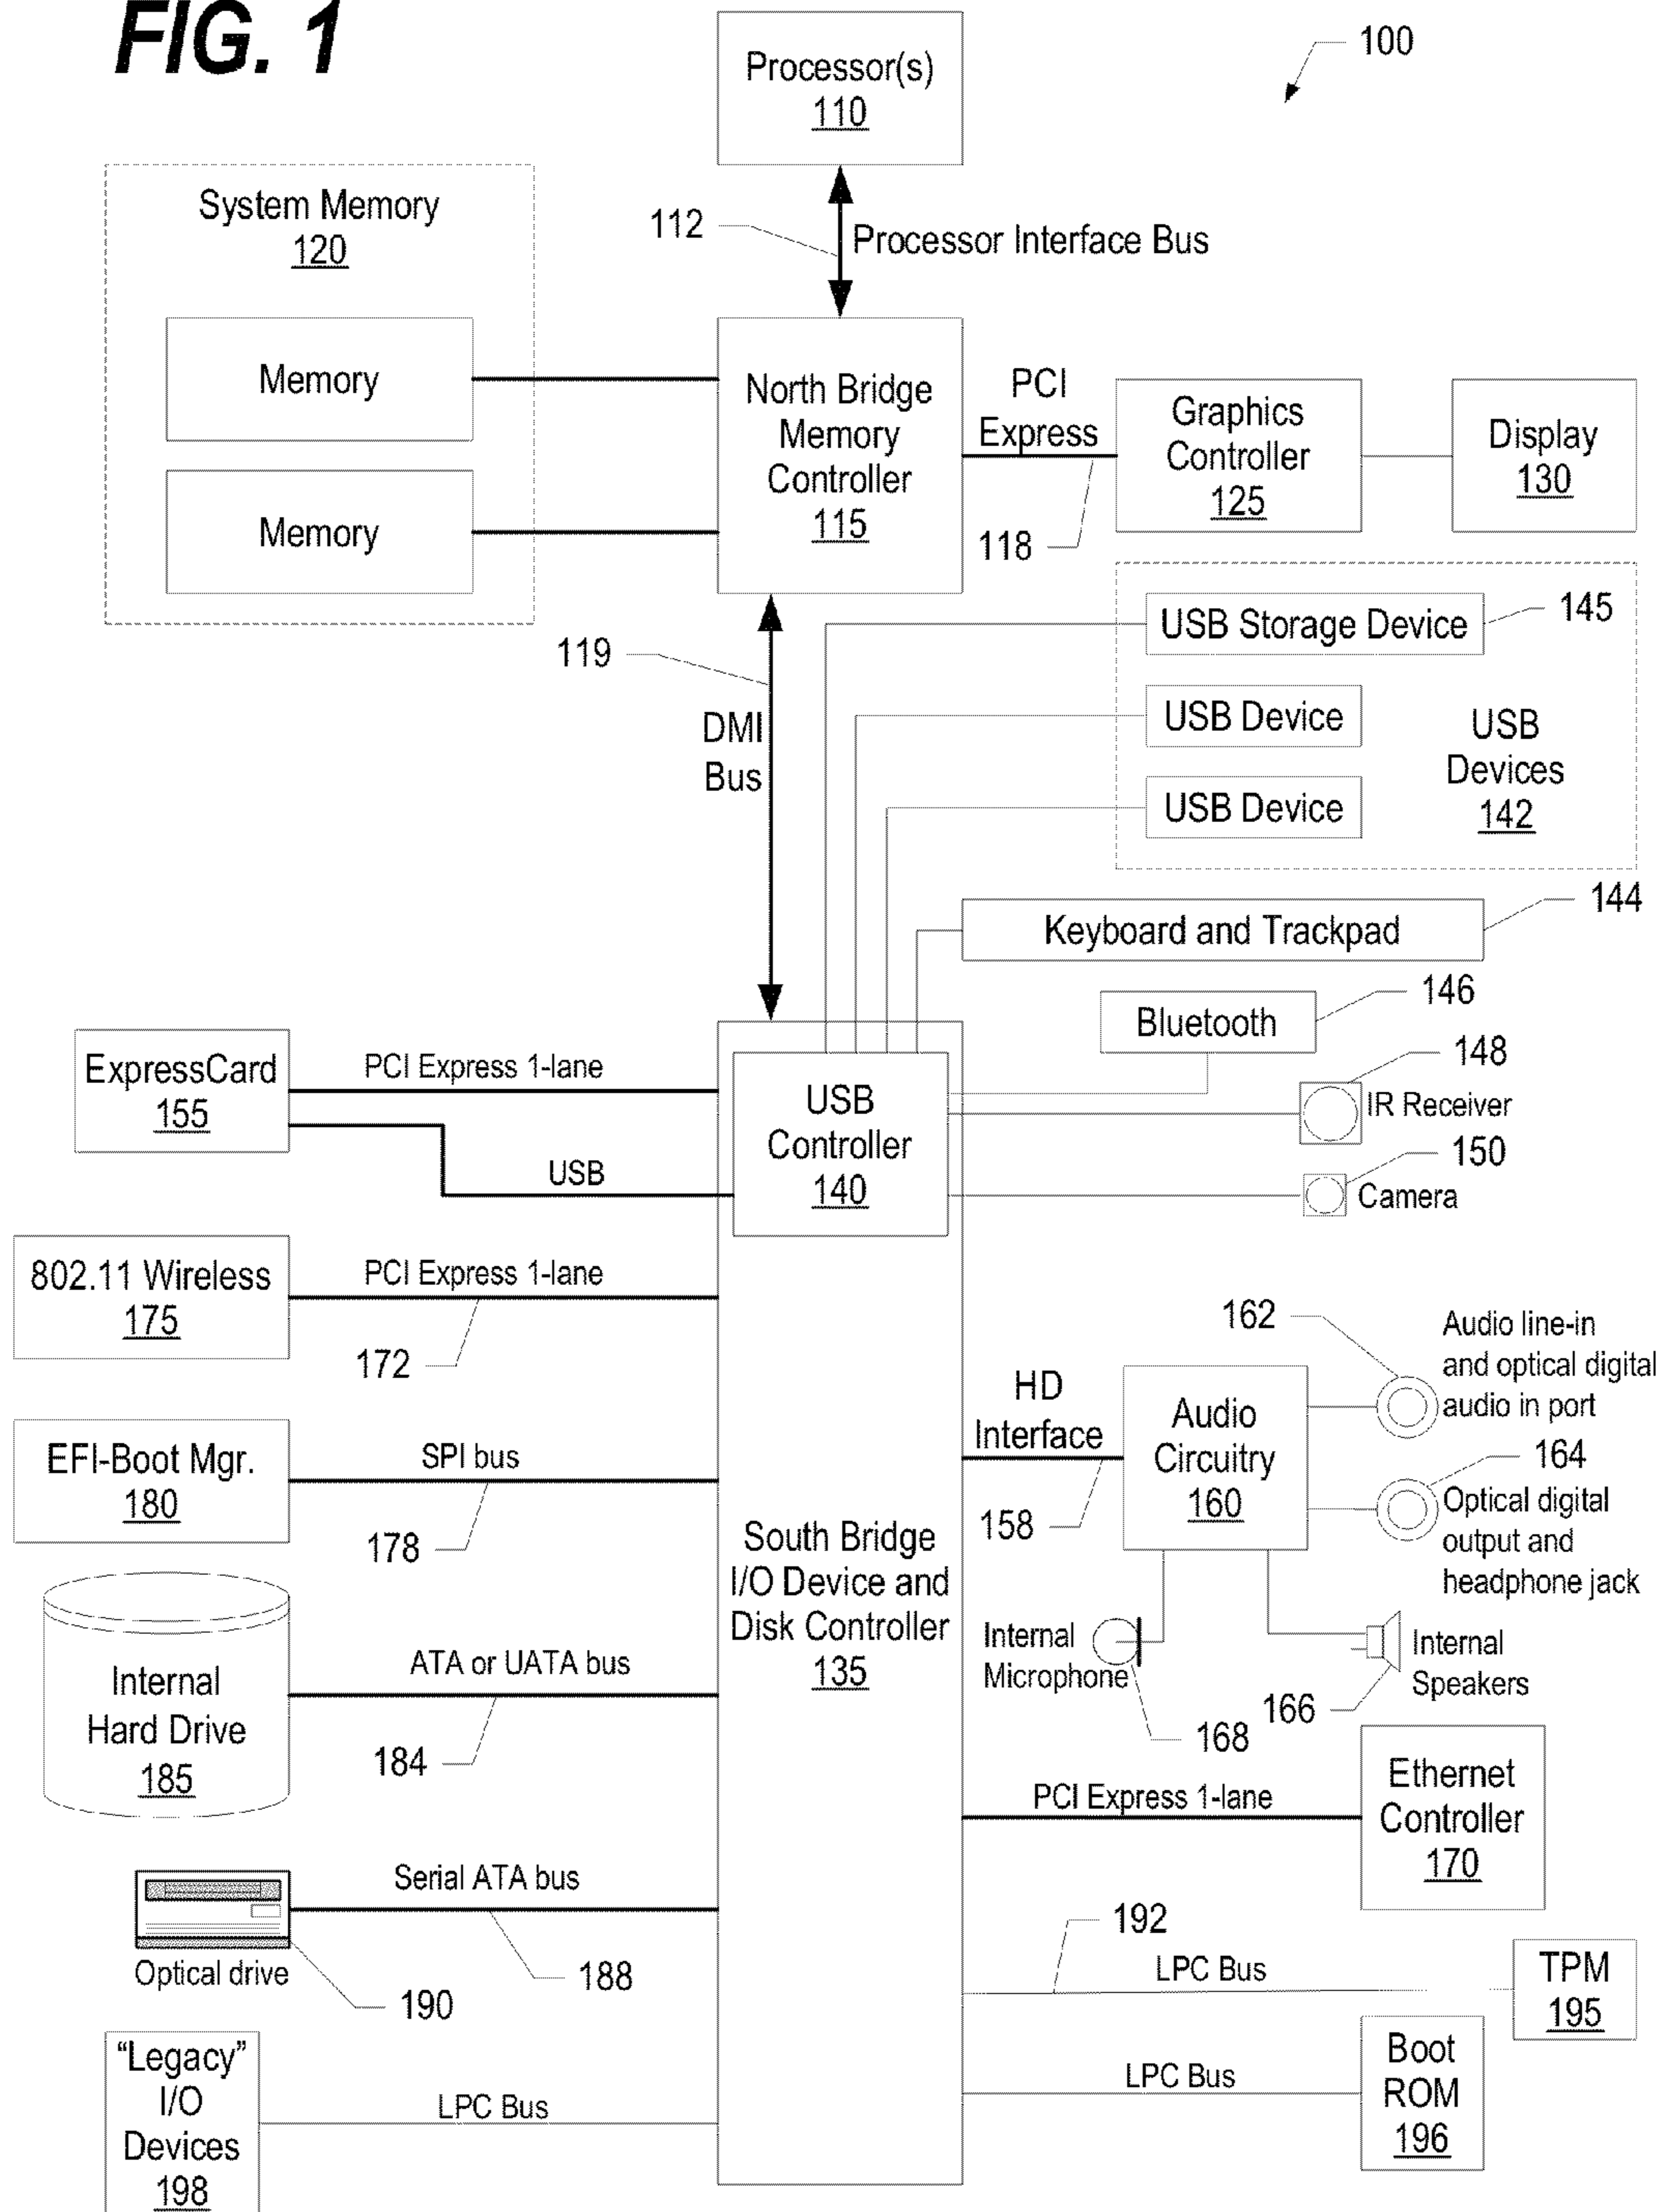 FIG. 1
100
Processor(s)
110
System Memory
120
112
Processor Interface Bus
Memory
Memory
North Bridge
Memory
Controller
115
PCI
Express
118
Graphics
Controller
125
Display
130
119
DMI
Bus
USB Storage Device
145
USB Device
USB Device
USB
Devices
142
Keyboard and Trackpad
144
Bluetooth
146
148
IR Receiver
150
Camera
ExpressCard
155
PCI Express 1-lane
USB
USB
Controller
140
802.11 Wireless
175
PCI Express 1-lane
172
EFI-Boot Mgr.
180
SPI bus
178
South Bridge
I/O Device and
Disk Controller
135
HD
Interface
158
Audio
Circuitry
160
162
Audio line-in
and optical digital
audio in port
164
Optical digital
output and
headphone jack
Internal
Microphone
168
166
Internal
Speakers
Internal
Hard Drive
185
ATA or UATA bus
184
PCI Express 1-lane
Ethernet
Controller
170
Serial ATA bus
188
Optical drive
190
192
LPC Bus
TPM
195
LPC Bus
Boot
ROM
196
“Legacy”
I/O
Devices
198
LPC Bus